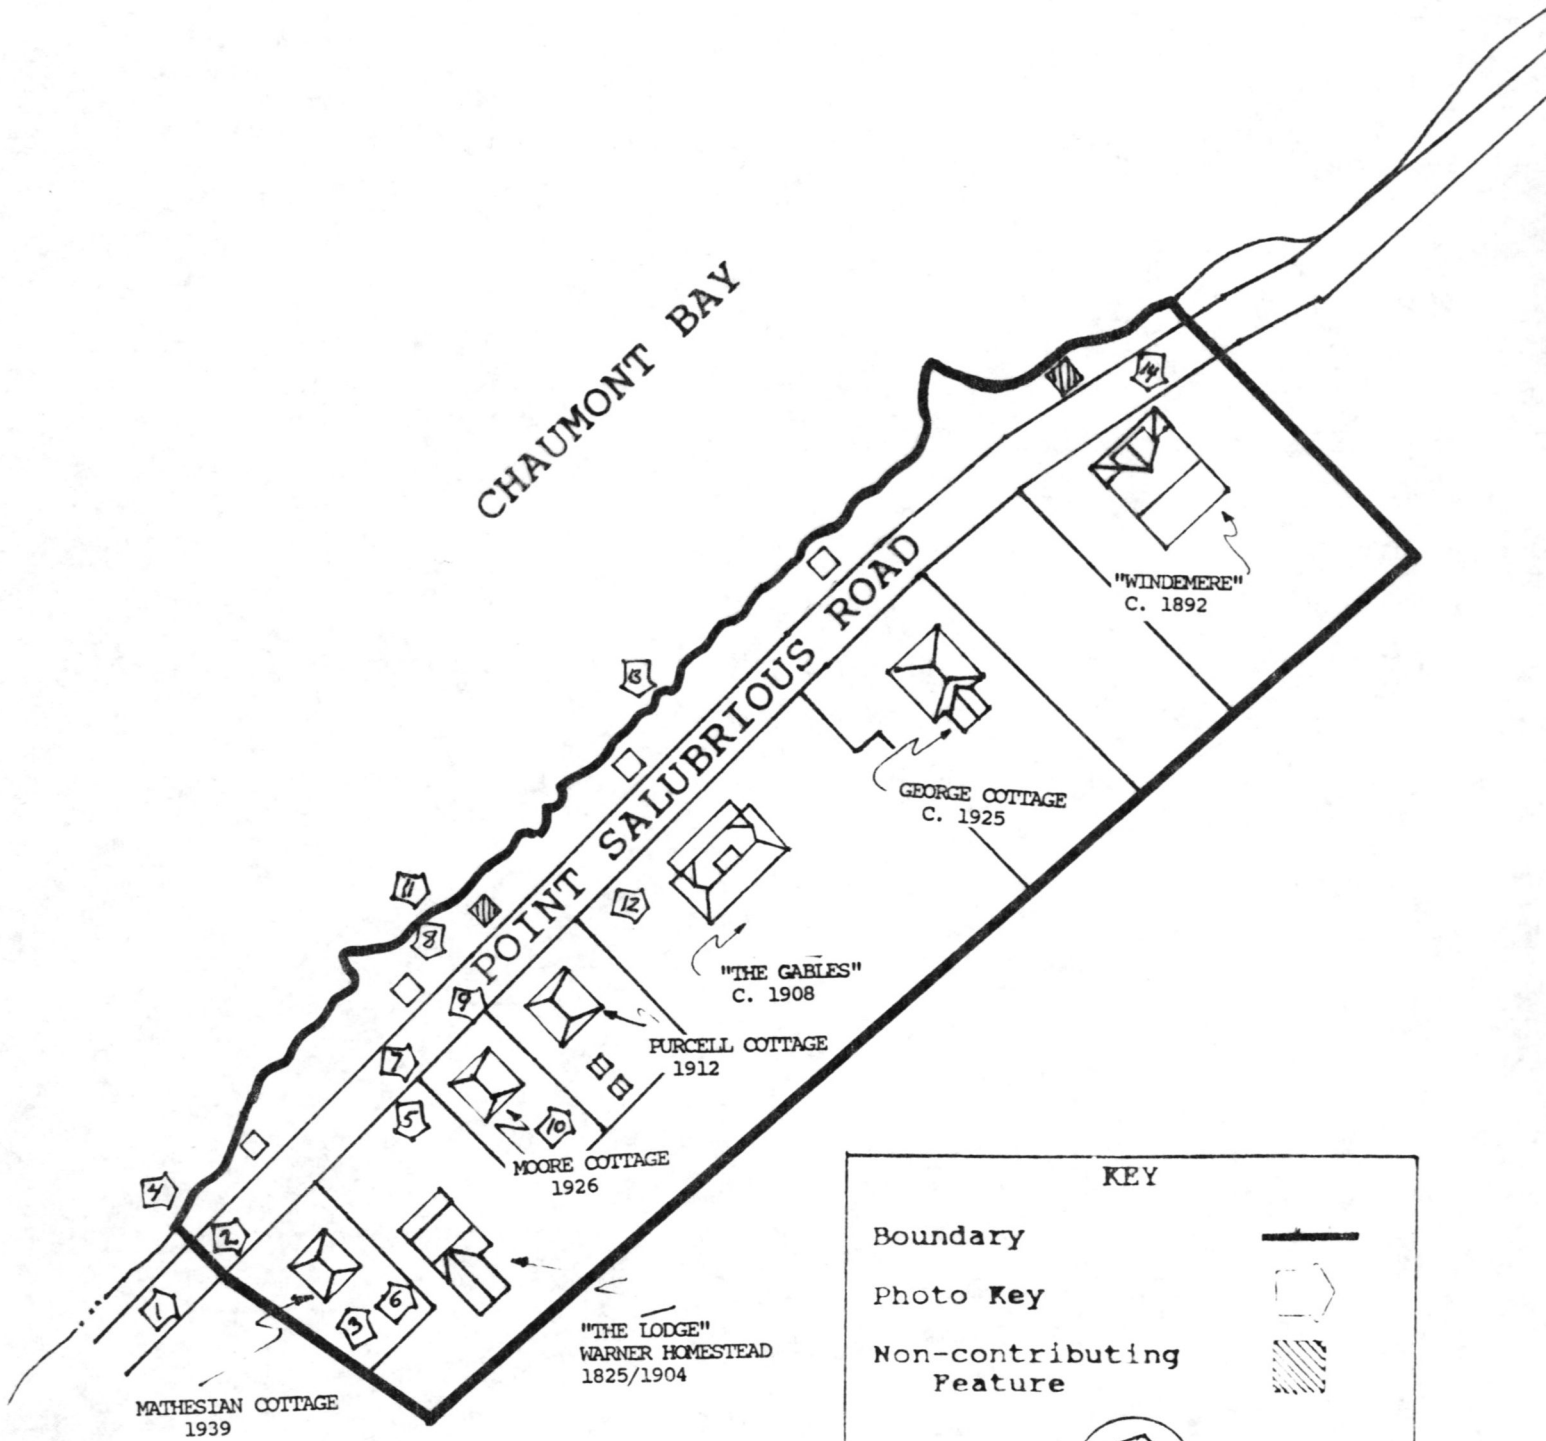 CHAUMONT BAY
POINT SALUBRIOUS ROAD
14
"WINDEMERE"
C. 1892
13
GEORGE COTTAGE
C. 1925
11
8
12
"THE GABLES"
C. 1908
9
PURCELL COTTAGE
1912
7
5
10
MOORE COTTAGE
1926
4
2
1
6
3
"THE LODGE"
WARNER HOMESTEAD
1825/1904
MATHESIAN COTTAGE
1939
KEY
Boundary
Photo Key
Non-contributing
Feature